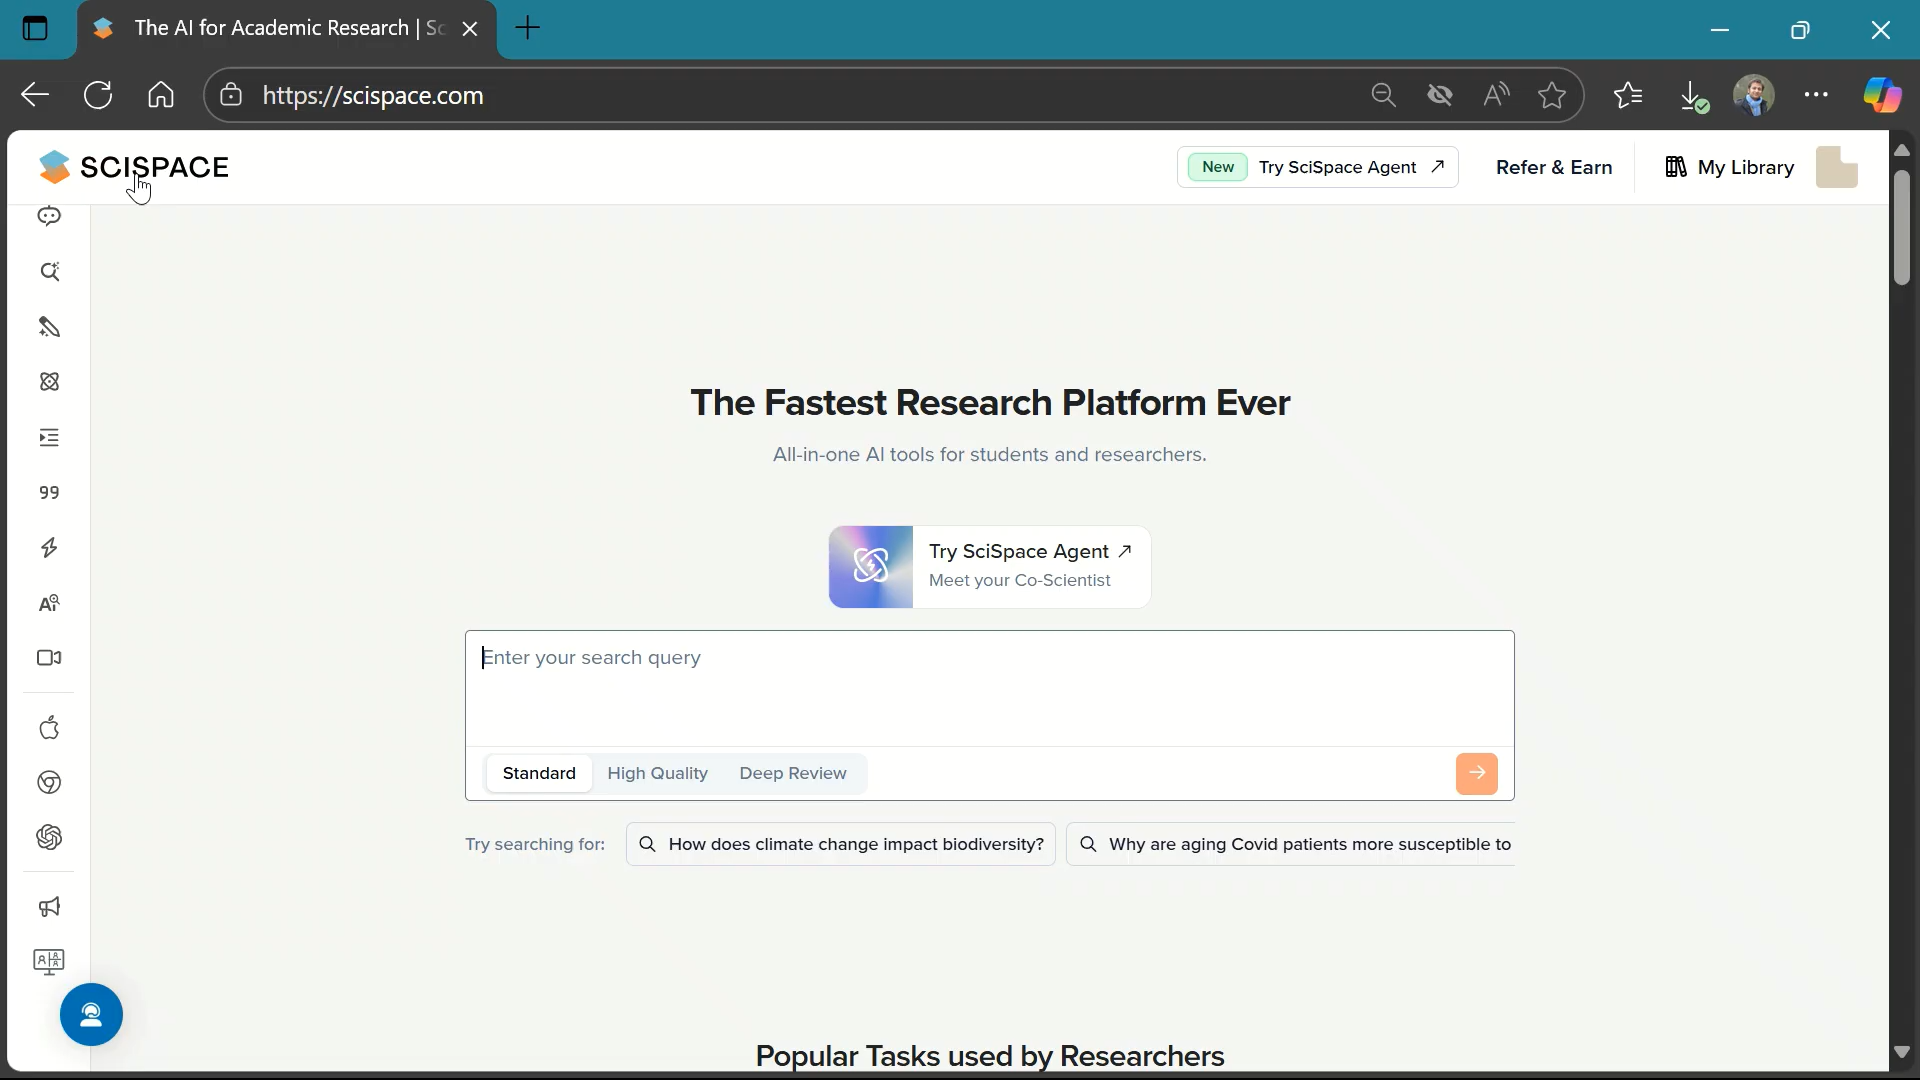 The AI for Academic Research | Sc
https://scispace.com
SCISPACE
New Try SciSpace Agent ↗
Refer & Earn
My Library
The Fastest Research Platform Ever
All-in-one AI tools for students and researchers.
Try SciSpace Agent ↗
Meet your Co-Scientist
Enter your search query
Standard High Quality Deep Review
Try searching for: How does climate change impact biodiversity? Why are aging Covid patients more susceptible to
Popular Tasks used by Researchers